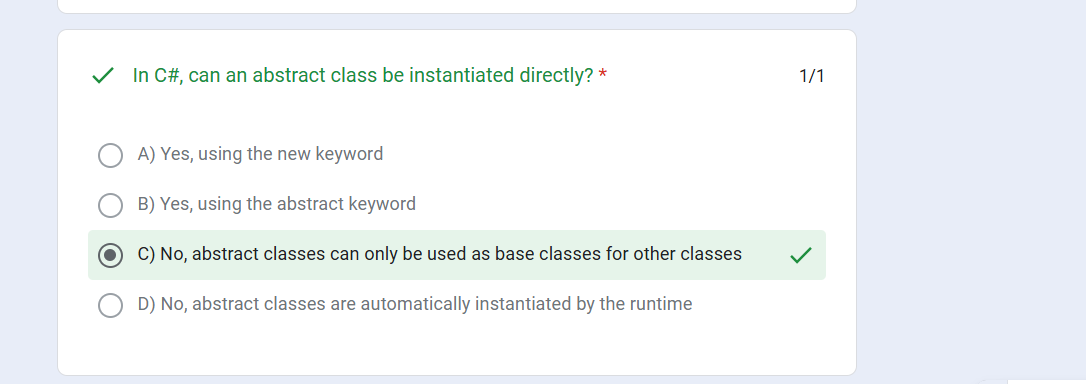 In C#, can an abstract class be instantiated directly? *
1/1
A) Yes, using the new keyword
B) Yes, using the abstract keyword
C) No, abstract classes can only be used as base classes for other classes
D) No, abstract classes are automatically instantiated by the runtime